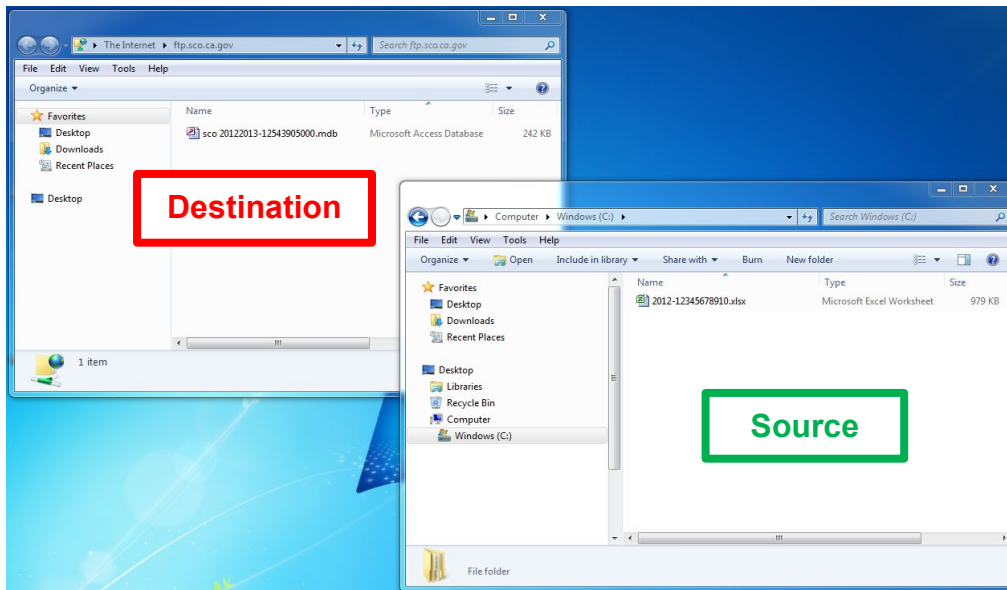 The Internet ▸ ftp.sco.ca.gov
Search ftp.sco.ca.gov
File Edit View Tools Help
Organize
Favorites
Desktop
Downloads
Recent Places
Desktop
Name Type Size
sco 20122013-12543905000.mdb Microsoft Access Database 242 KB
Destination
1 item
Computer ▸ Windows (C:) ▸
Search Windows (C:)
File Edit View Tools Help
Organize Open Include in library Share with Burn New folder
Favorites
Desktop
Downloads
Recent Places
Desktop
Libraries
Recycle Bin
Computer
Windows (C:)
Name Type Size
2012-12345678910.xlsx Microsoft Excel Worksheet 979 KB
Source
File folder